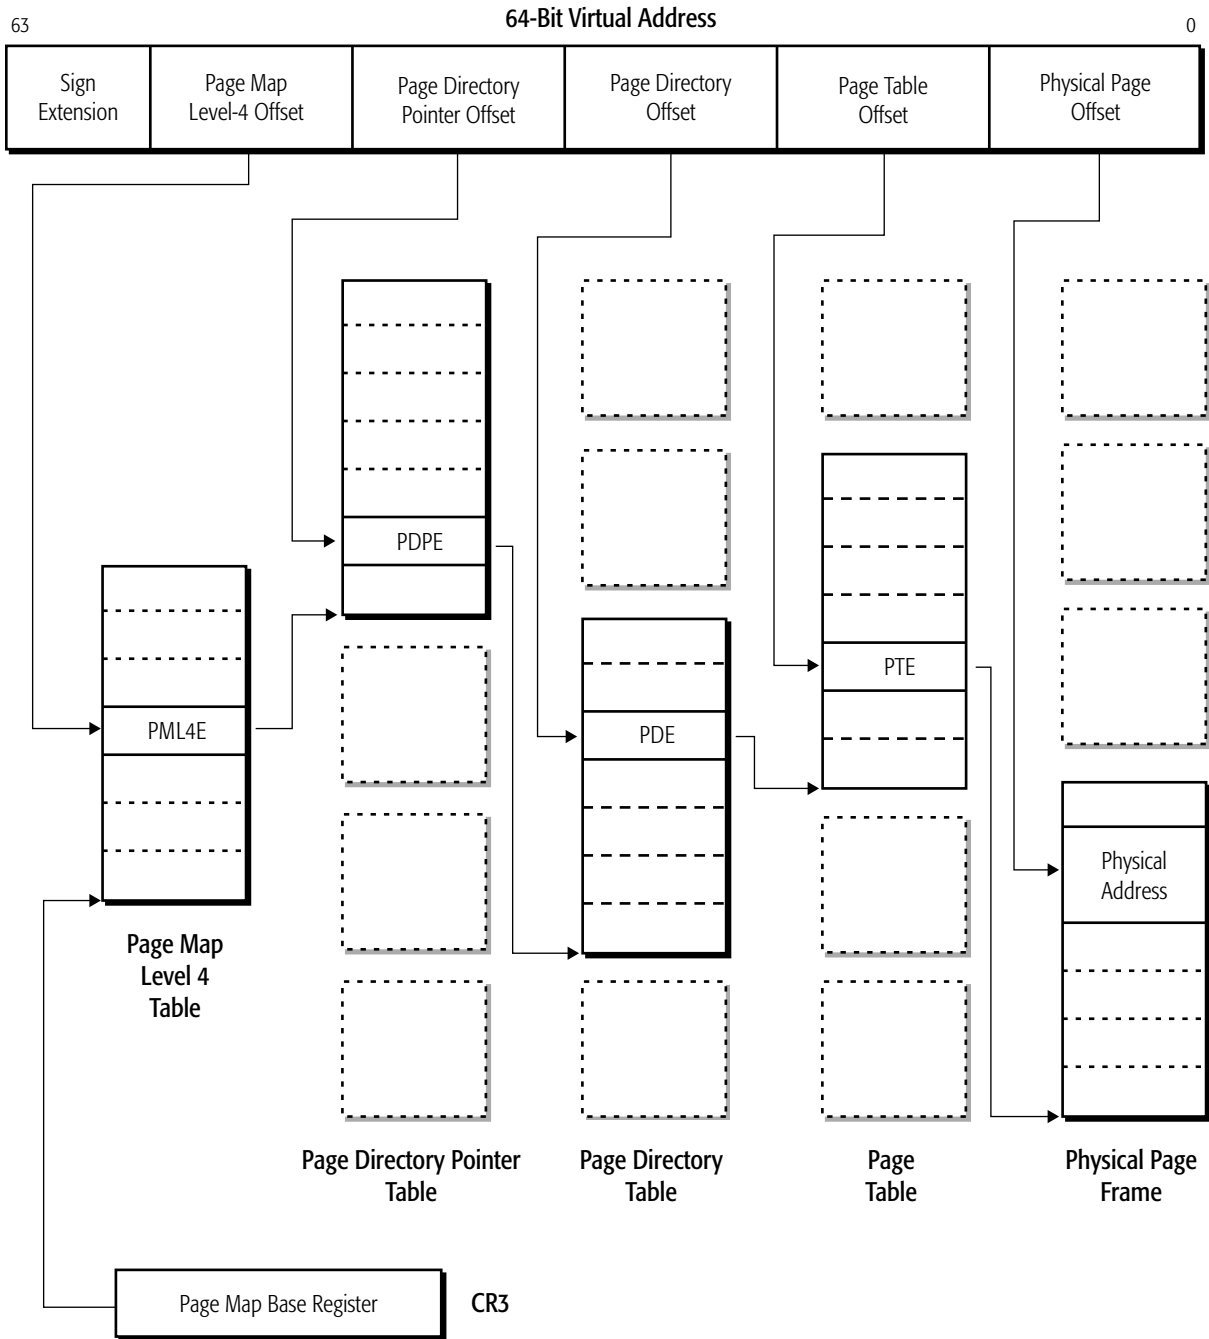 64-Bit Virtual Address
63
0
Sign
Extension
Page Map
Level-4 Offset
Page Directory
Pointer Offset
Page Directory
Offset
Page Table
Offset
Physical Page
Offset
PDPE
PML4E
PDE
PTE
Physical
Address
Page Map
Level 4
Table
Page Directory Pointer
Table
Page Directory
Table
Page
Table
Physical Page
Frame
Page Map Base Register
CR3